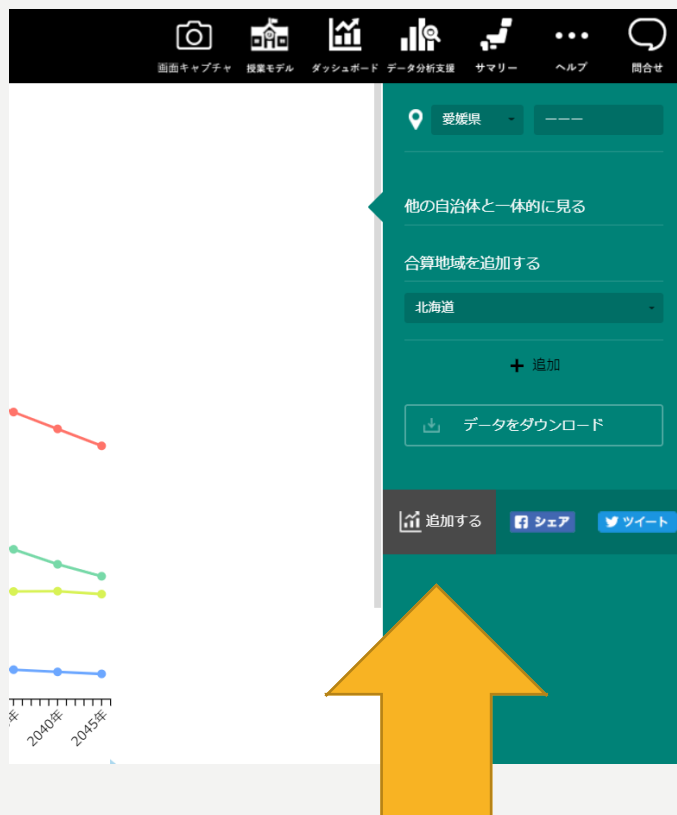 画面キャプチャ 授業モデル ダッシュボード データ分析支援 サマリー ヘルプ 問合せ
愛媛県 ーーー
他の自治体と一体的に見る
合算地域を追加する
北海道
+ 追加
データをダウンロード
追加する シェア ツイート
2040年 2045年